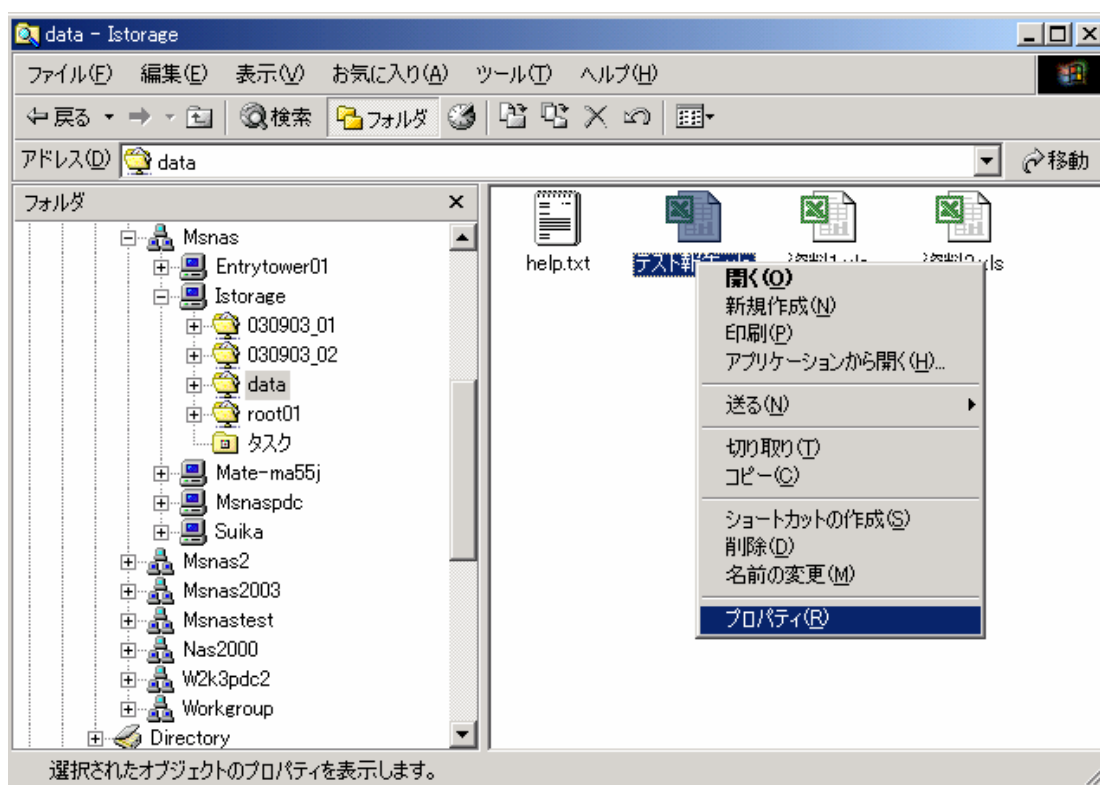 data - Istorage
ファイル(F) 編集(E) 表示(V) お気に入り(A) ツール(T) ヘルプ(H)
戻る 検索 フォルダ
アドレス(D) data 移動
フォルダ
Msnas
Entrytower01
Istorage
030903_01
030903_02
data
root01
タスク
Mate-ma55j
Msnaspdc
Suika
Msnas2
Msnas2003
Msnastest
Nas2000
W2k3pdc2
Workgroup
Directory
help.txt
開く(O)
新規作成(N)
印刷(P)
アプリケーションから開く(H)...
送る(N)
切り取り(T)
コピー(C)
ショートカットの作成(S)
削除(D)
名前の変更(M)
プロパティ(R)
選択されたオブジェクトのプロパティを表示します。